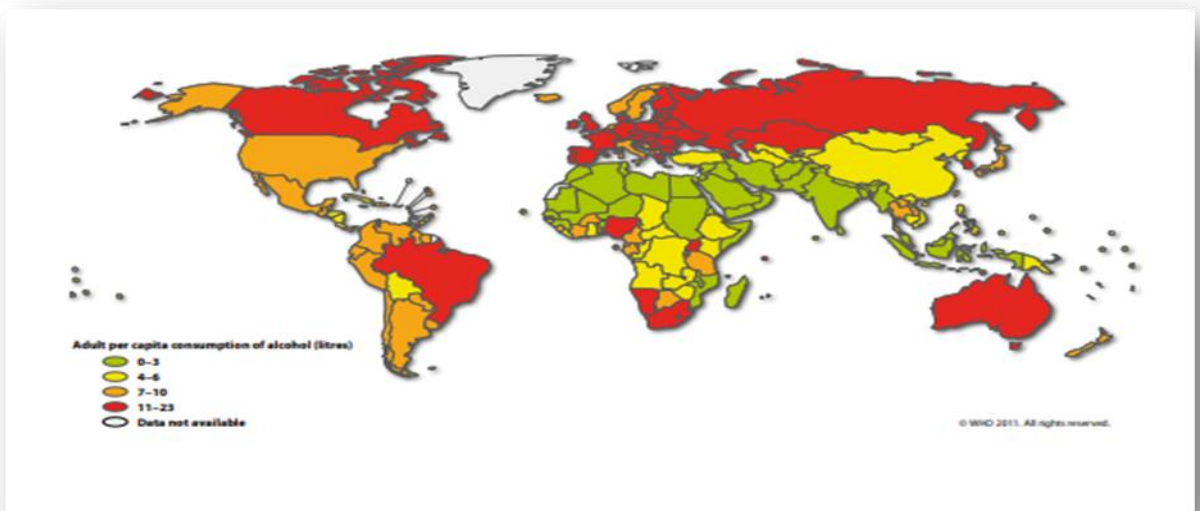 Adult per capita consumption of alcohol (litres)
0–3
4–6
7–10
11–23
Data not available
© WHO 2011. All rights reserved.